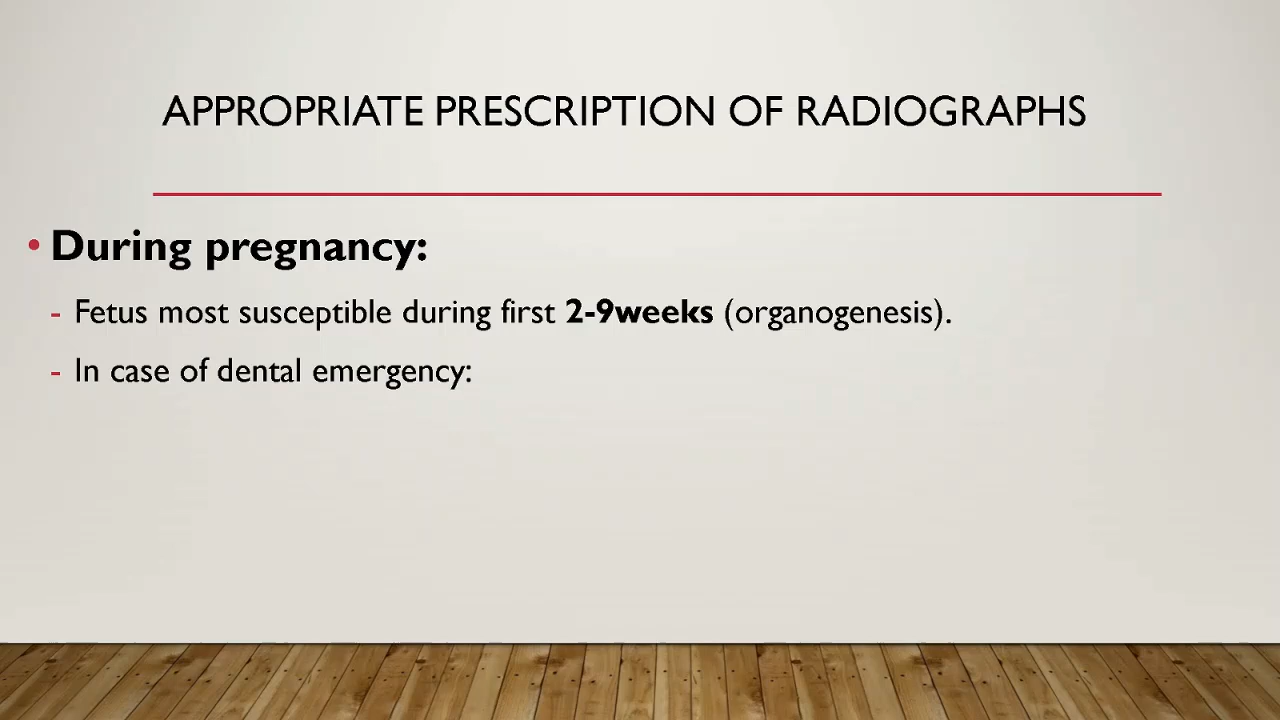 APPROPRIATE PRESCRIPTION OF RADIOGRAPHS
• During pregnancy:
- Fetus most susceptible during first 2-9weeks (organogenesis).
- In case of dental emergency: